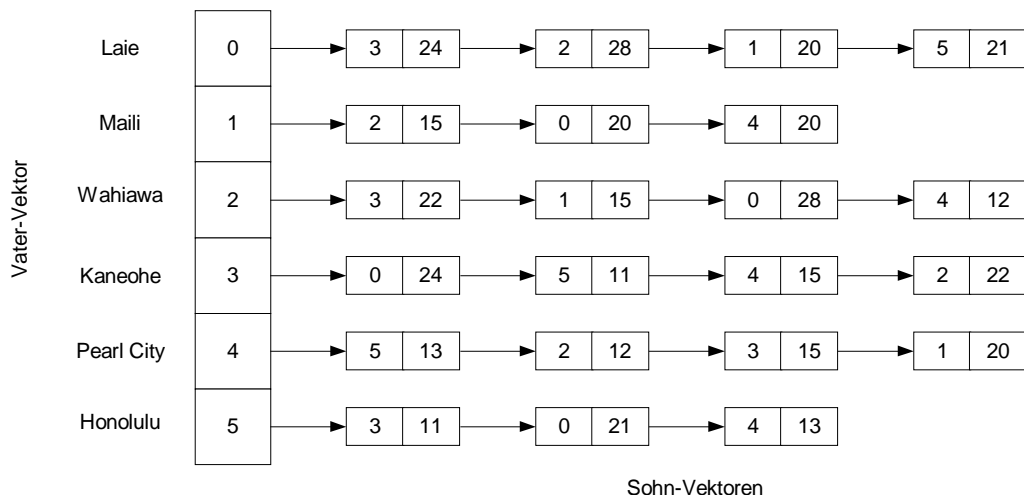 Vater-Vektor
Laie 0 3 24 2 28 1 20 5 21
Maili 1 2 15 0 20 4 20
Wahiawa 2 3 22 1 15 0 28 4 12
Kaneohe 3 0 24 5 11 4 15 2 22
Pearl City 4 5 13 2 12 3 15 1 20
Honolulu 5 3 11 0 21 4 13
Sohn-Vektoren